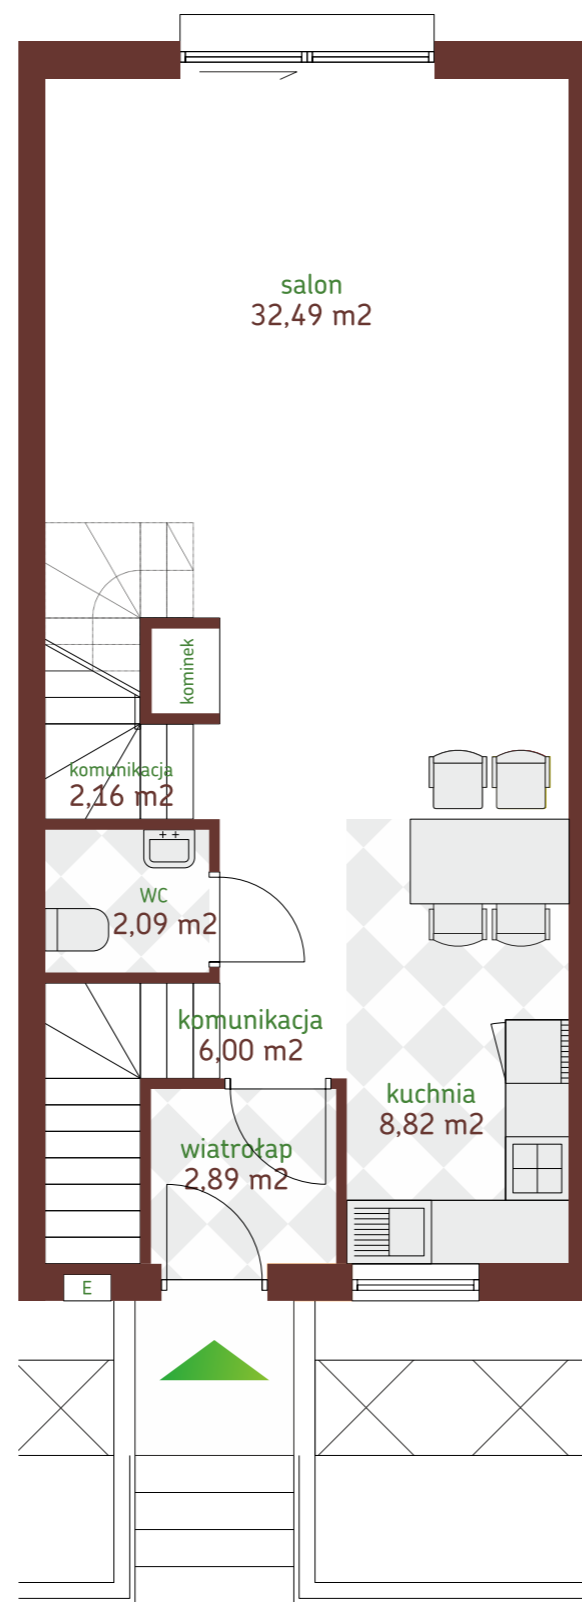 salon
32,49 m2
kominek
komunikacja
2,16 m2
WC
2,09 m2
komunikacja
6,00 m2
kuchnia
8,82 m2
wiatrołap
2,89 m2
E